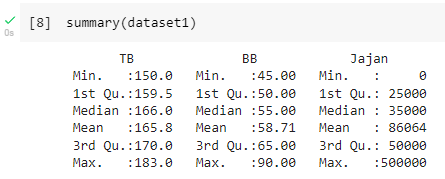 [8] summary(dataset1)
0s
TB BB Jajan
Min. :150.0 Min. :45.00 Min. : 0
1st Qu.:159.5 1st Qu.:50.00 1st Qu.: 25000
Median :166.0 Median :55.00 Median : 35000
Mean :165.8 Mean :58.71 Mean : 86064
3rd Qu.:170.0 3rd Qu.:65.00 3rd Qu.: 50000
Max. :183.0 Max. :90.00 Max. :500000